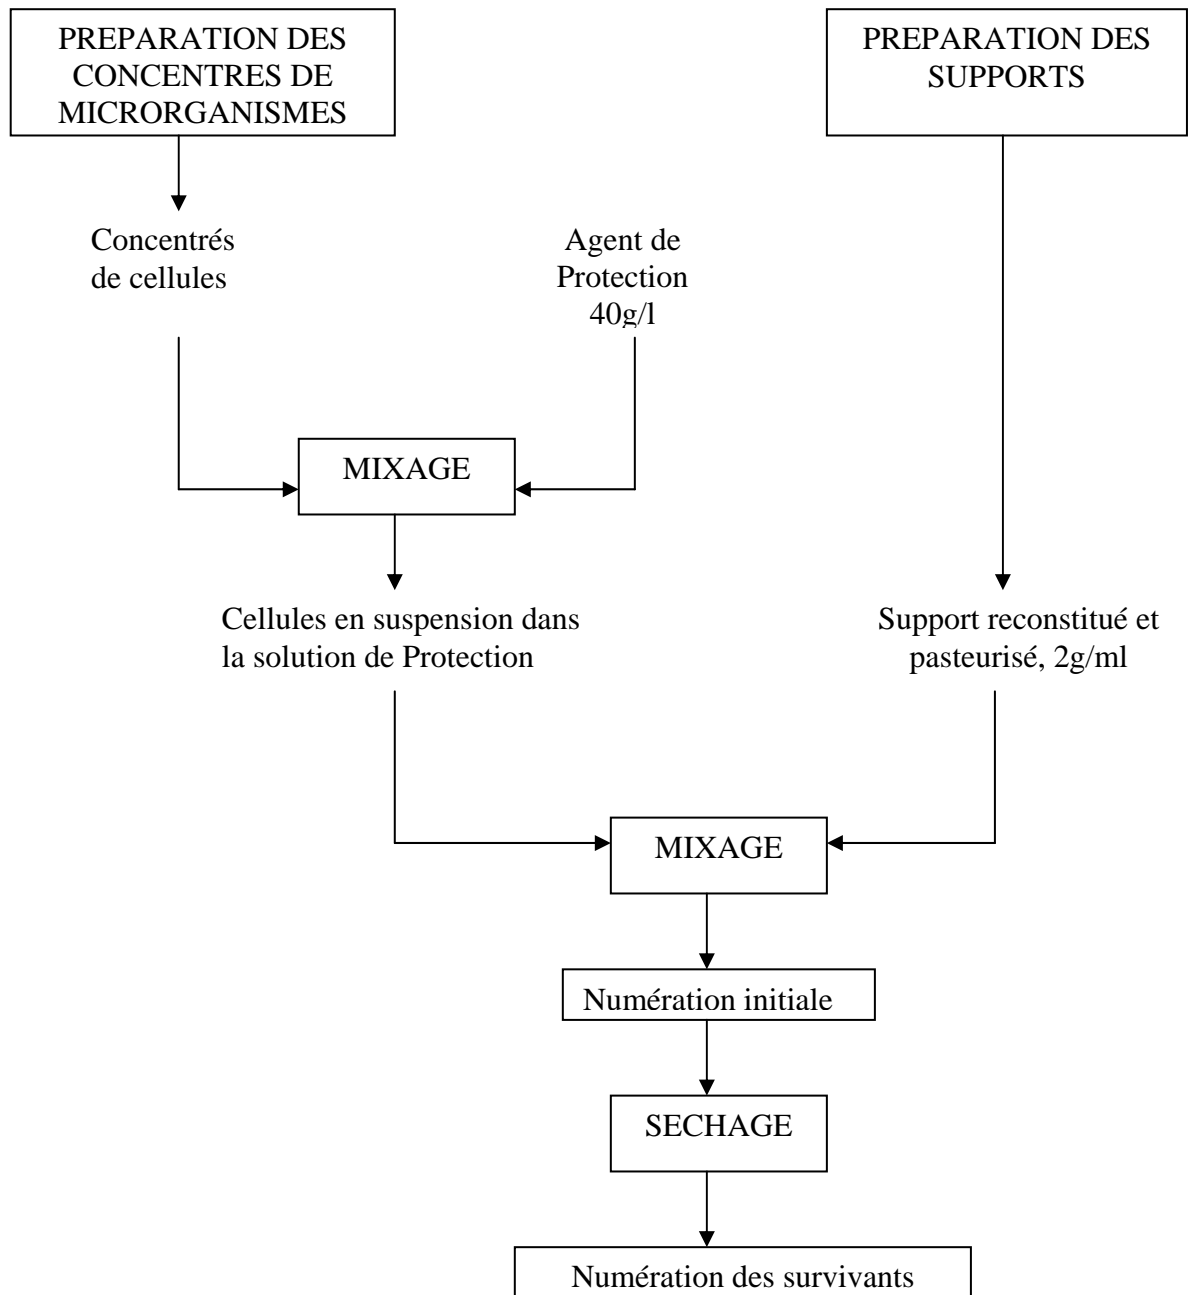 PREPARATION DES
CONCENTRES DE
MICRORGANISMES
PREPARATION DES
SUPPORTS
Concentrés
de cellules
Agent de
Protection
40g/l
MIXAGE
Cellules en suspension dans
la solution de Protection
Support reconstitué et
pasteurisé, 2g/ml
MIXAGE
Numération initiale
SECHAGE
Numération des survivants